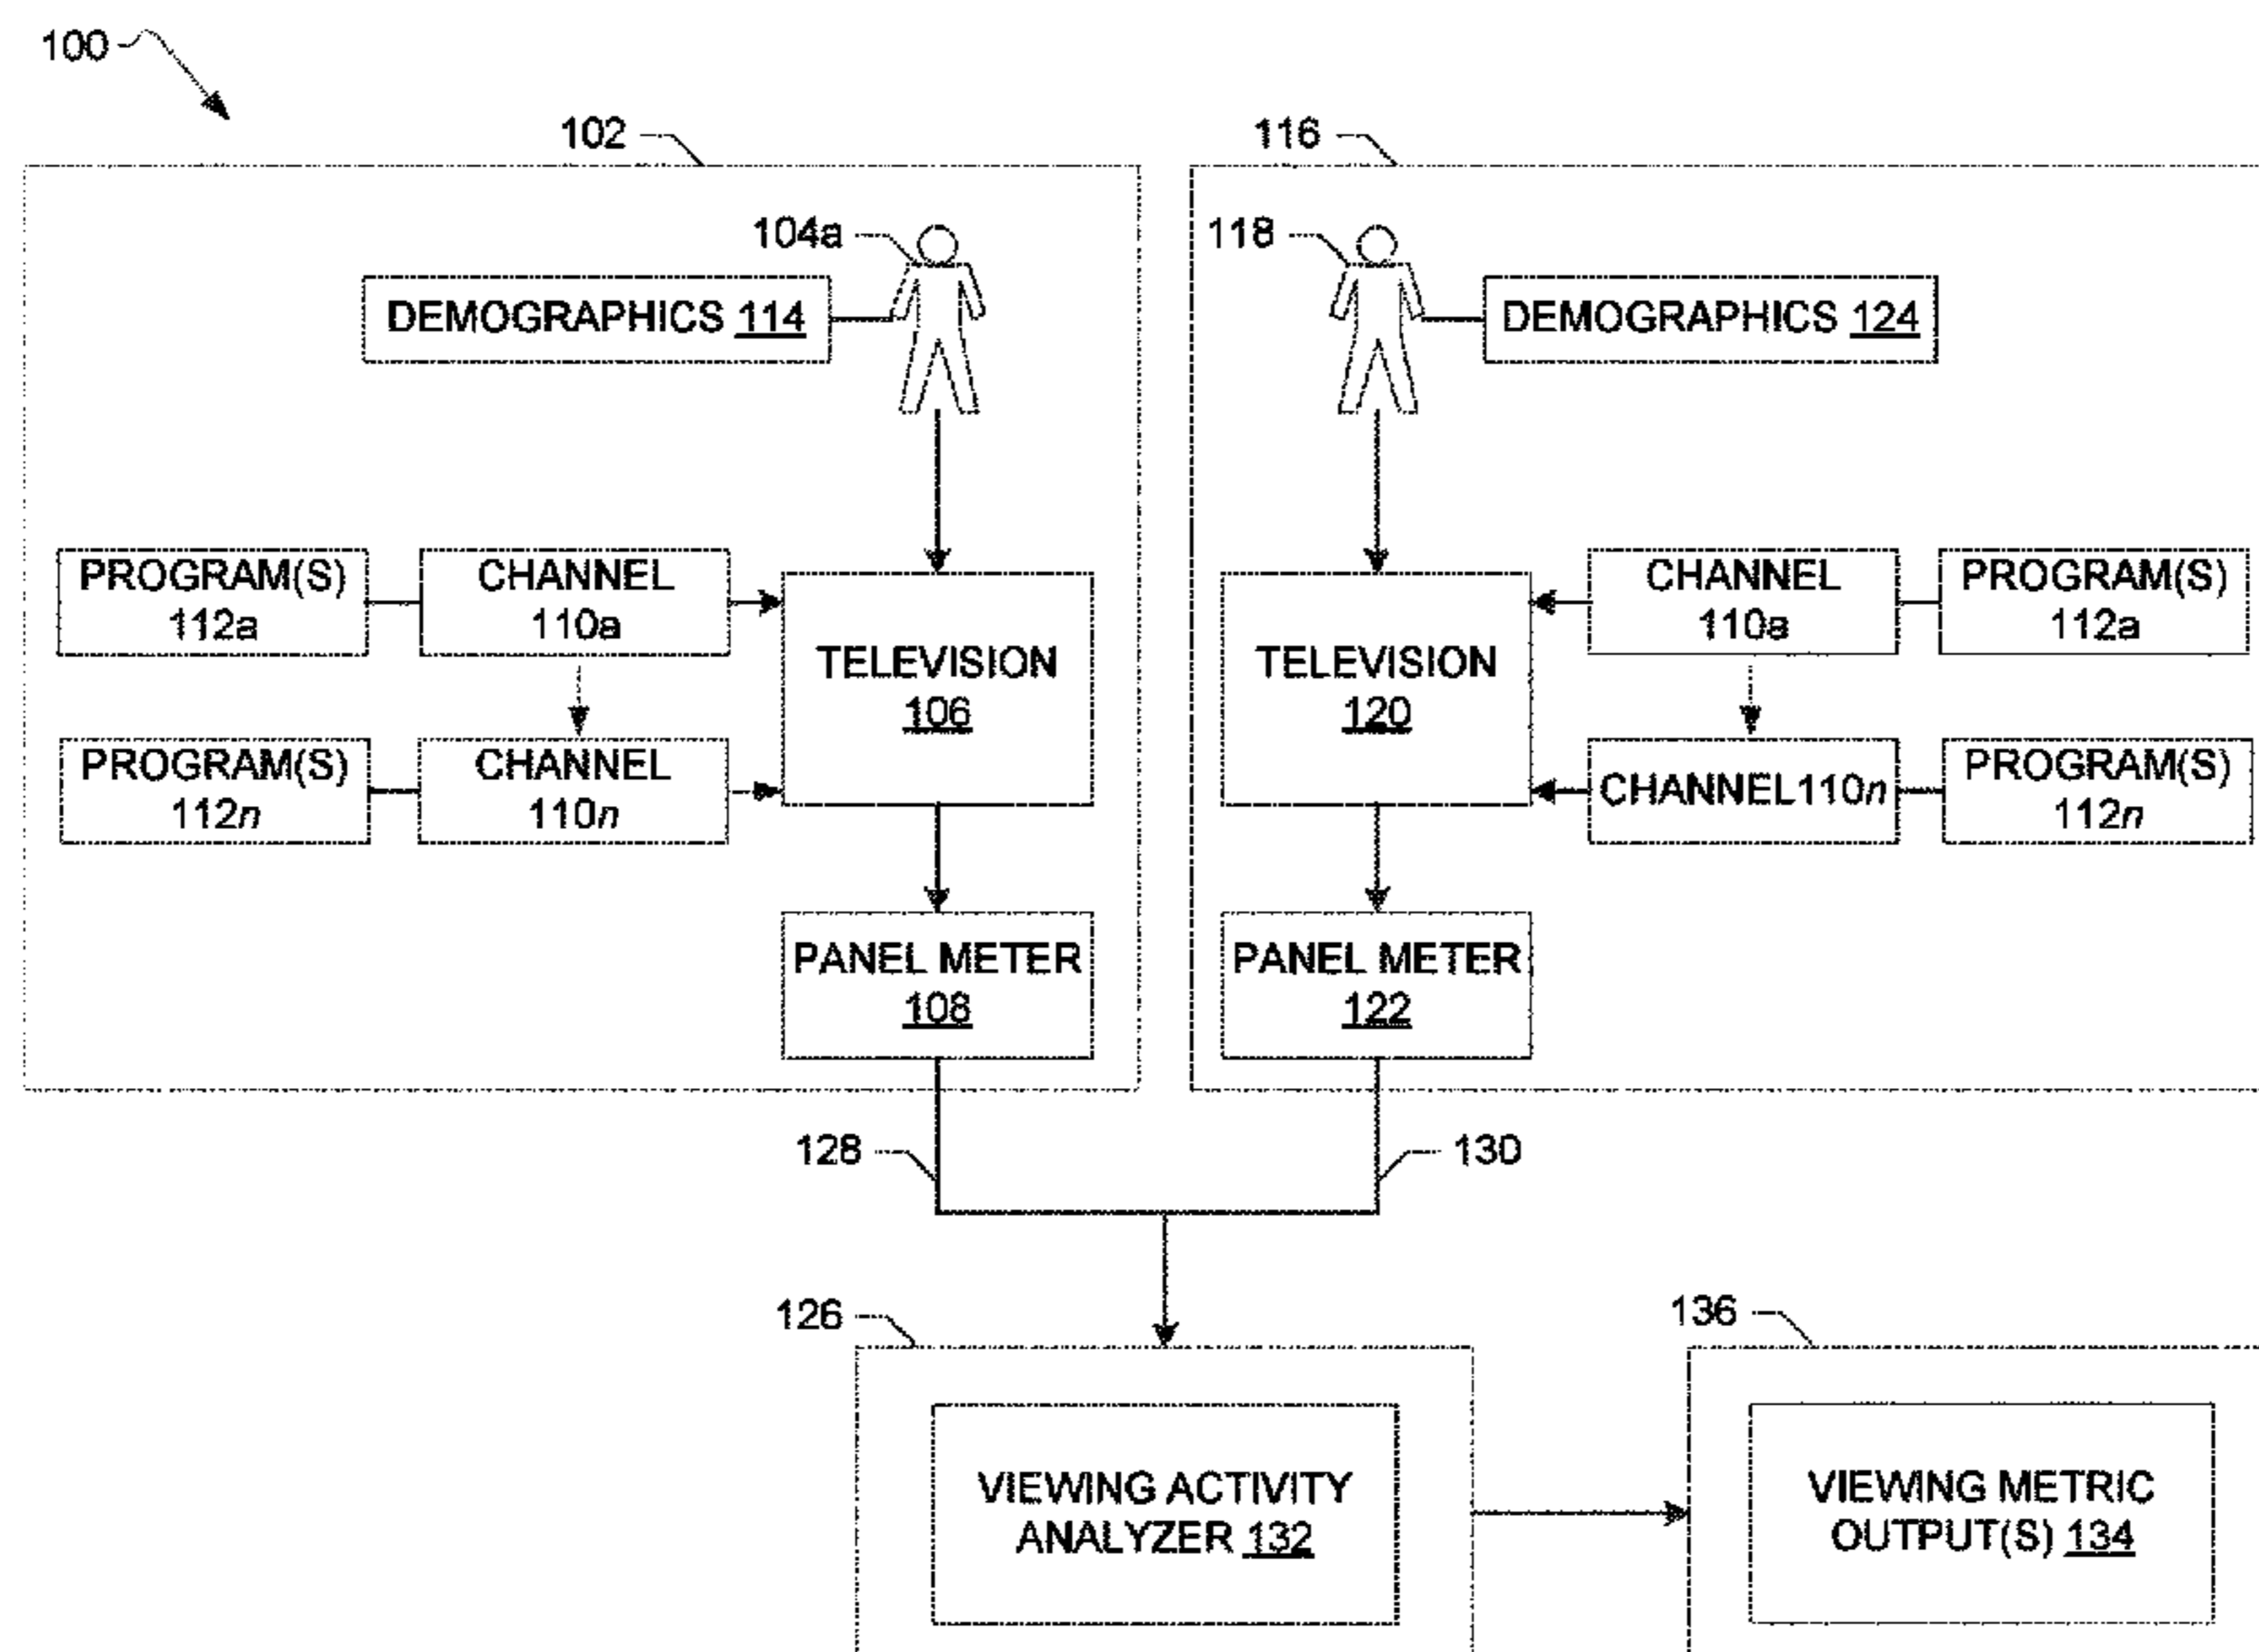 100
102
116
104a
118
DEMOGRAPHICS 114
DEMOGRAPHICS 124
PROGRAM(S)
112a
CHANNEL
110a
TELEVISION
106
TELEVISION
120
CHANNEL
110a
PROGRAM(S)
112a
PROGRAM(S)
112n
CHANNEL
110n
CHANNEL110n
PROGRAM(S)
112n
PANEL METER
108
PANEL METER
122
128
130
126
136
VIEWING ACTIVITY
ANALYZER 132
VIEWING METRIC
OUTPUT(S) 134